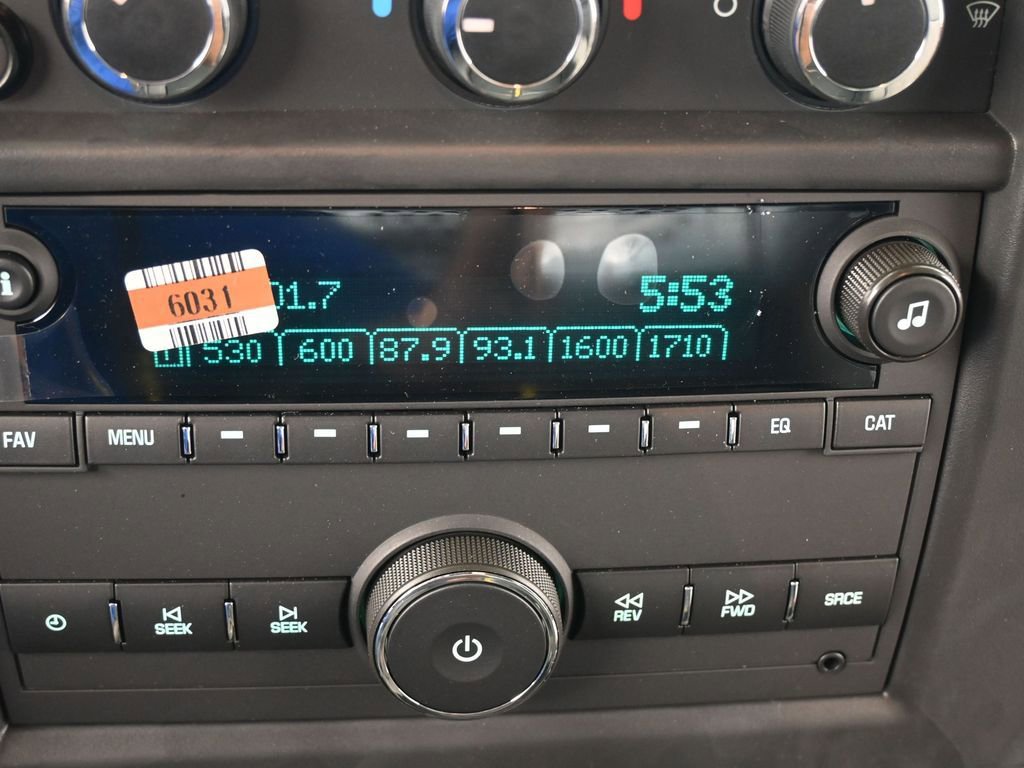 6031
01.7
5:53
530 600 87.9 93.1 1600 1710
FAV MENU EQ CAT
SEEK SEEK REV FWD SRCE